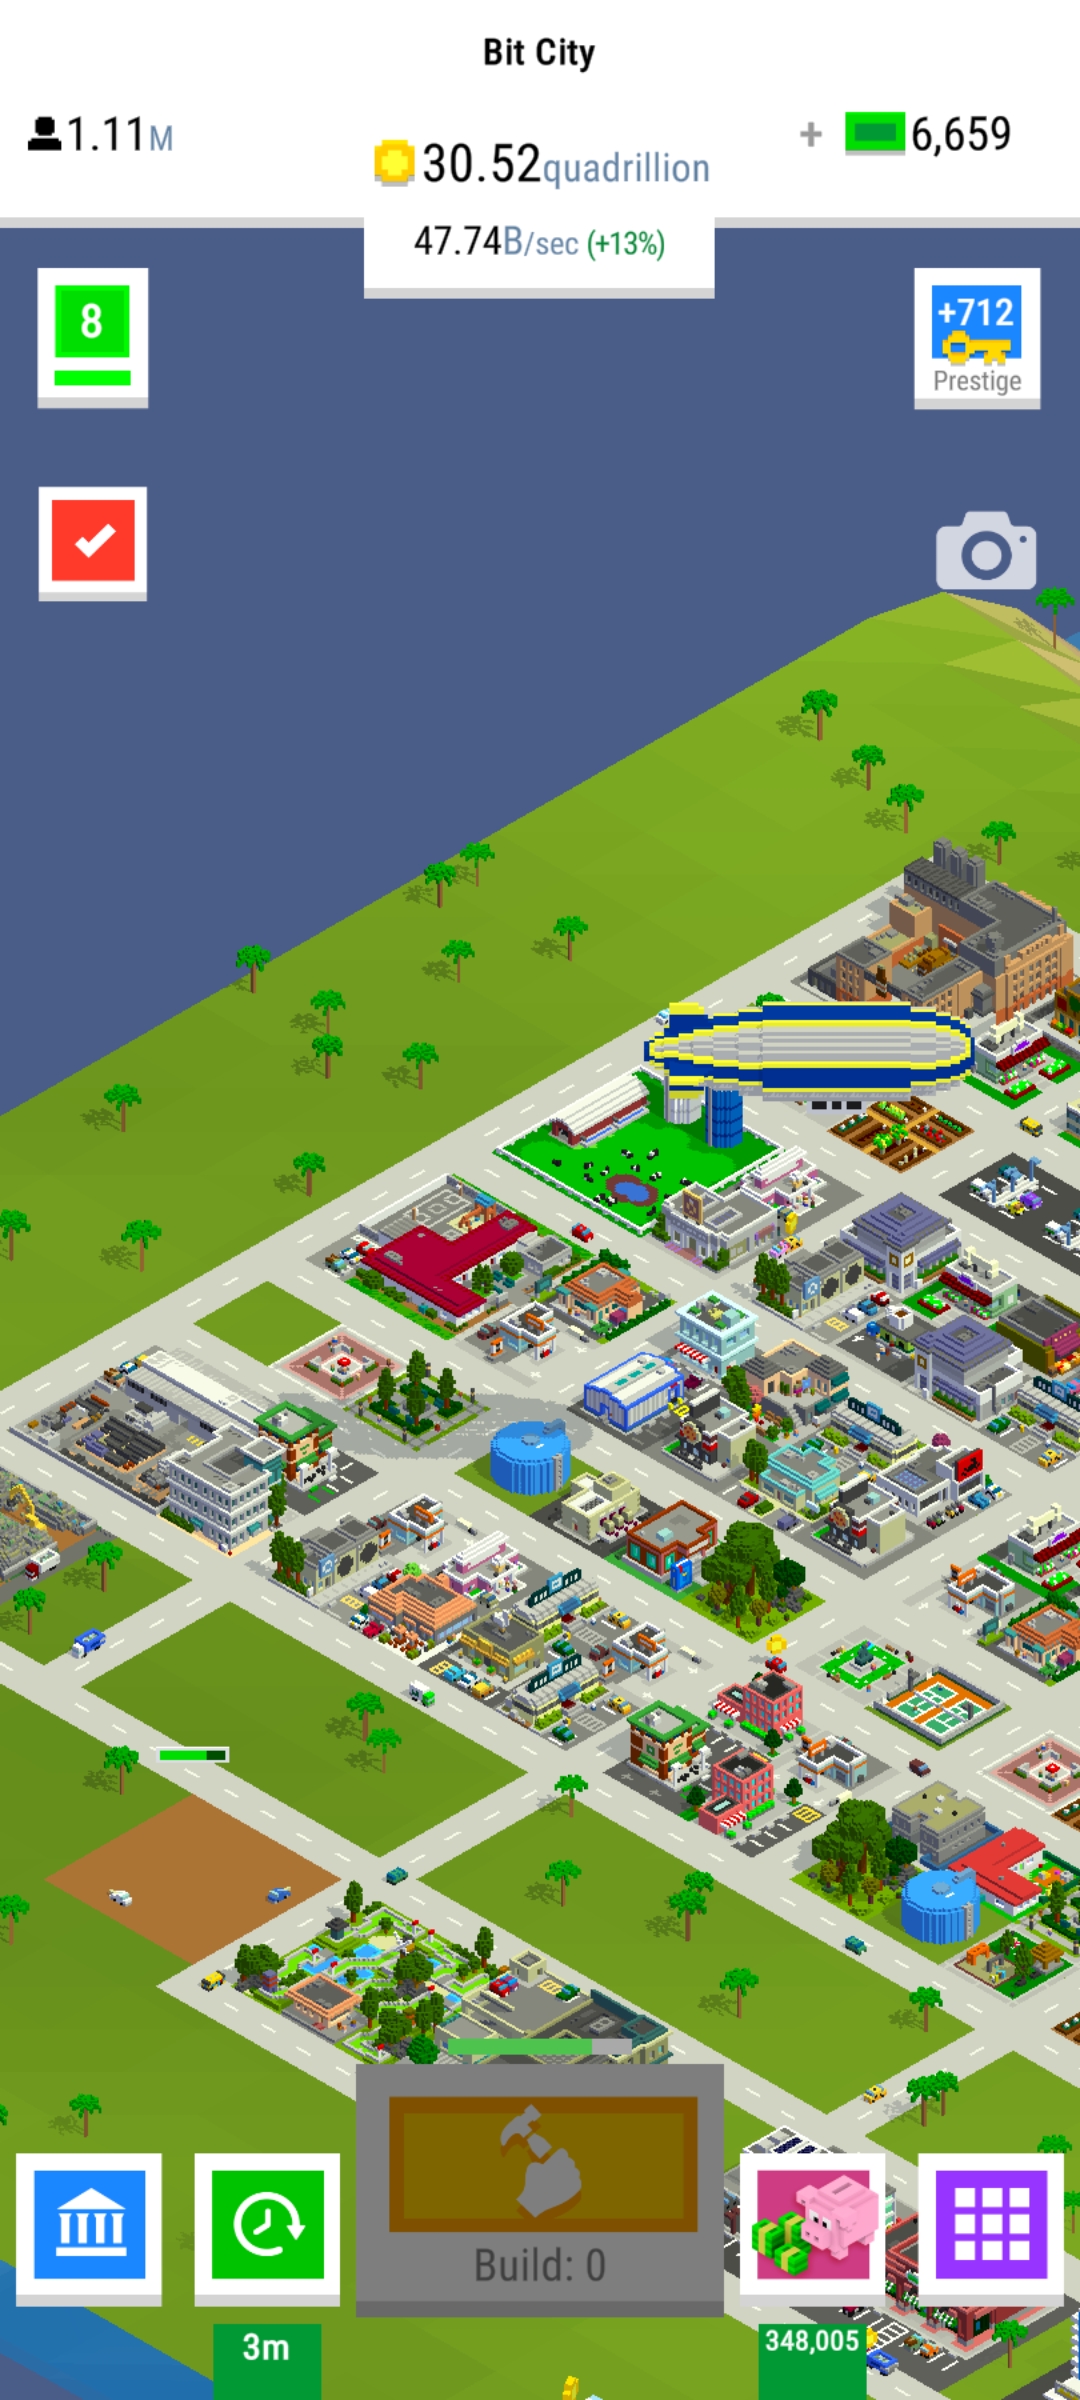 Bit City
1.11M
30.52quadrillion
+ 6,659
47.74B/sec (+13%)
8
+712
Prestige
Build: 0
3m
348,005